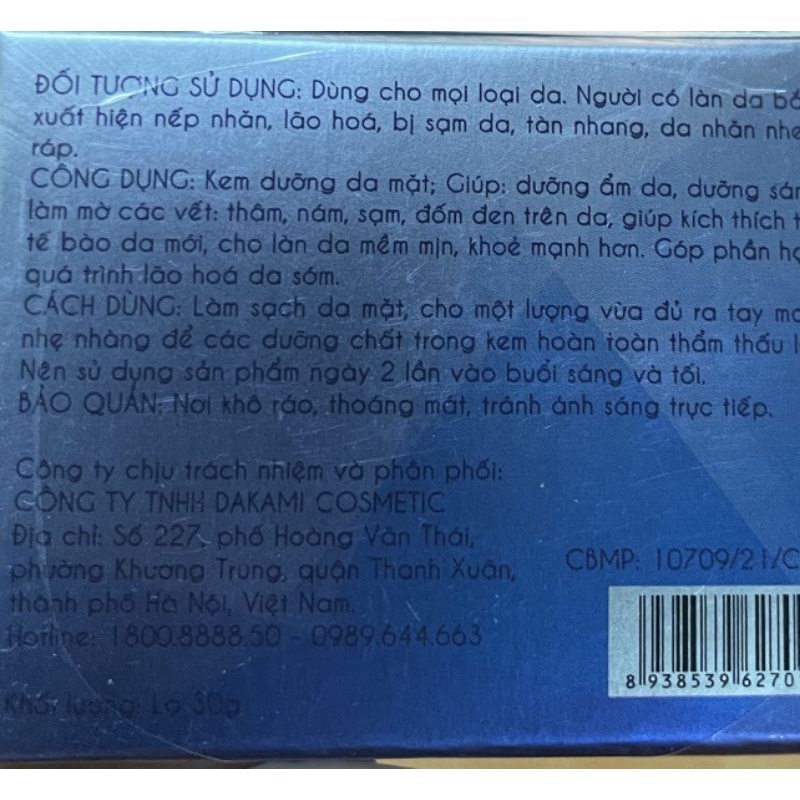 ĐỐI TƯỢNG SỬ DỤNG: Dùng cho mọi loại da. Người có làn da
xuất hiện nếp nhăn, lão hoá, bị sạm da, tàn nhang, da nhăn
ráp.
CÔNG DỤNG: Kem dưỡng da mặt; Giúp: dưỡng ẩm da, dưỡng
làm mờ các vết: thâm, nám, sạm, đốm đen trên da, giúp kích thích
tế bào da mới, cho làn da mềm mịn, khoẻ mạnh hơn. Góp phần
quá trình lão hoá da sớm.
CÁCH DÙNG: Làm sạch da mặt, cho một lượng vừa đủ ra tay
nhẹ nhàng để các dưỡng chất trong kem hoàn toàn thẩm thấu
Nên sử dụng sản phẩm ngày 2 lần vào buổi sáng và tối.
BẢO QUẢN: Nơi khô ráo, thoáng mát, tránh ánh sáng trực tiếp.
Công ty chịu trách nhiệm và phân phối:
CÔNG TY TNHH DAKAMI COSMETIC
Địa chỉ: Số 227, phố Hoàng Văn Thái,
phường Khương Trung, quận Thanh Xuân,
thành phố Hà Nội, Việt Nam.
Hotline: 1800.8888.50 - 0989.644.663
Khối lượng: Lọ 30g
CBMP: 10709/21/C
8 938539 6270